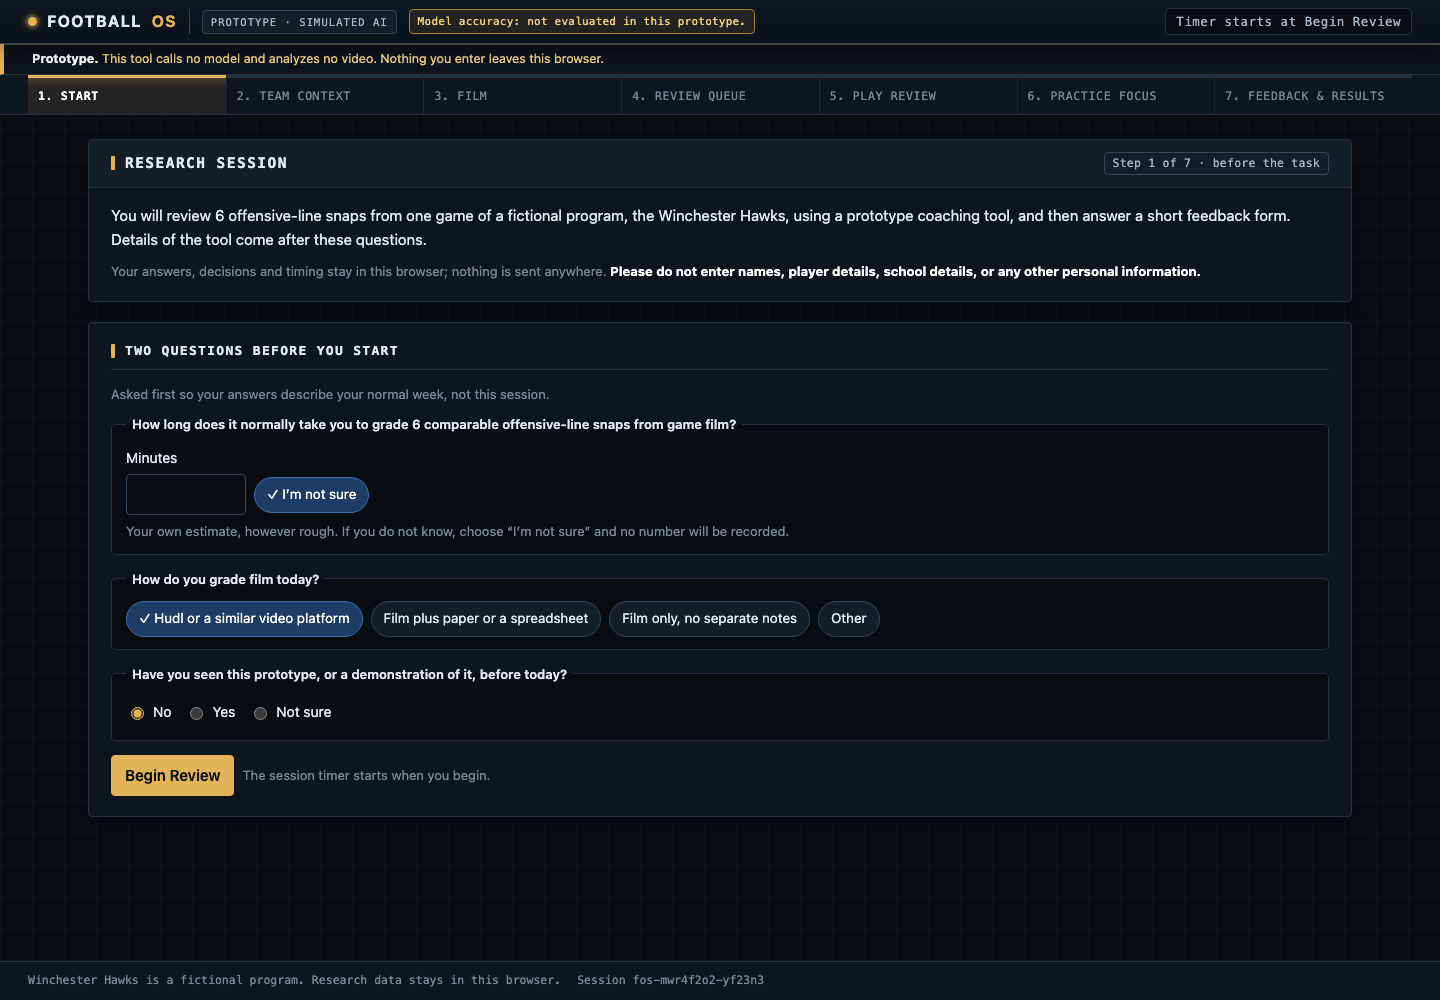 FOOTBALL OS
PROTOTYPE · SIMULATED AI
Model accuracy: not evaluated in this prototype.
Timer starts at Begin Review
Prototype. This tool calls no model and analyzes no video. Nothing you enter leaves this browser.
1. START
2. TEAM CONTEXT
3. FILM
4. REVIEW QUEUE
5. PLAY REVIEW
6. PRACTICE FOCUS
7. FEEDBACK & RESULTS
RESEARCH SESSION
Step 1 of 7 · before the task
You will review 6 offensive-line snaps from one game of a fictional program, the Winchester Hawks, using a prototype coaching tool, and then answer a short feedback form.
Details of the tool come after these questions.
Your answers, decisions and timing stay in this browser; nothing is sent anywhere. Please do not enter names, player details, school details, or any other personal information.
TWO QUESTIONS BEFORE YOU START
Asked first so your answers describe your normal week, not this session.
How long does it normally take you to grade 6 comparable offensive-line snaps from game film?
Minutes
✓ I’m not sure
Your own estimate, however rough. If you do not know, choose “I’m not sure” and no number will be recorded.
How do you grade film today?
✓ Hudl or a similar video platform
Film plus paper or a spreadsheet
Film only, no separate notes
Other
Have you seen this prototype, or a demonstration of it, before today?
No
Yes
Not sure
Begin Review
The session timer starts when you begin.
Winchester Hawks is a fictional program. Research data stays in this browser.
Session fos-mwr4f2o2-yf23n3